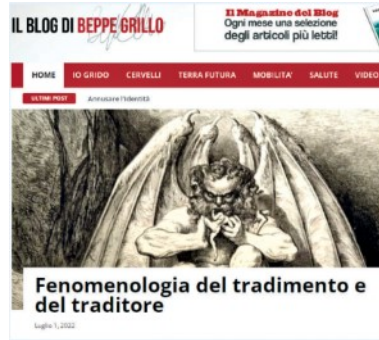 IL BLOG DI BEPPE GRILLO
Il Magazine del Blog
Ogni mese una selezione
degli articoli più letti!
HOME IO GRIDO CERVELLI TERRA FUTURA MOBILITA' SALUTE VIDEO
ULTIMI POST Annusare l'identità
Fenomenologia del tradimento e
del traditore
Luglio 1, 2022